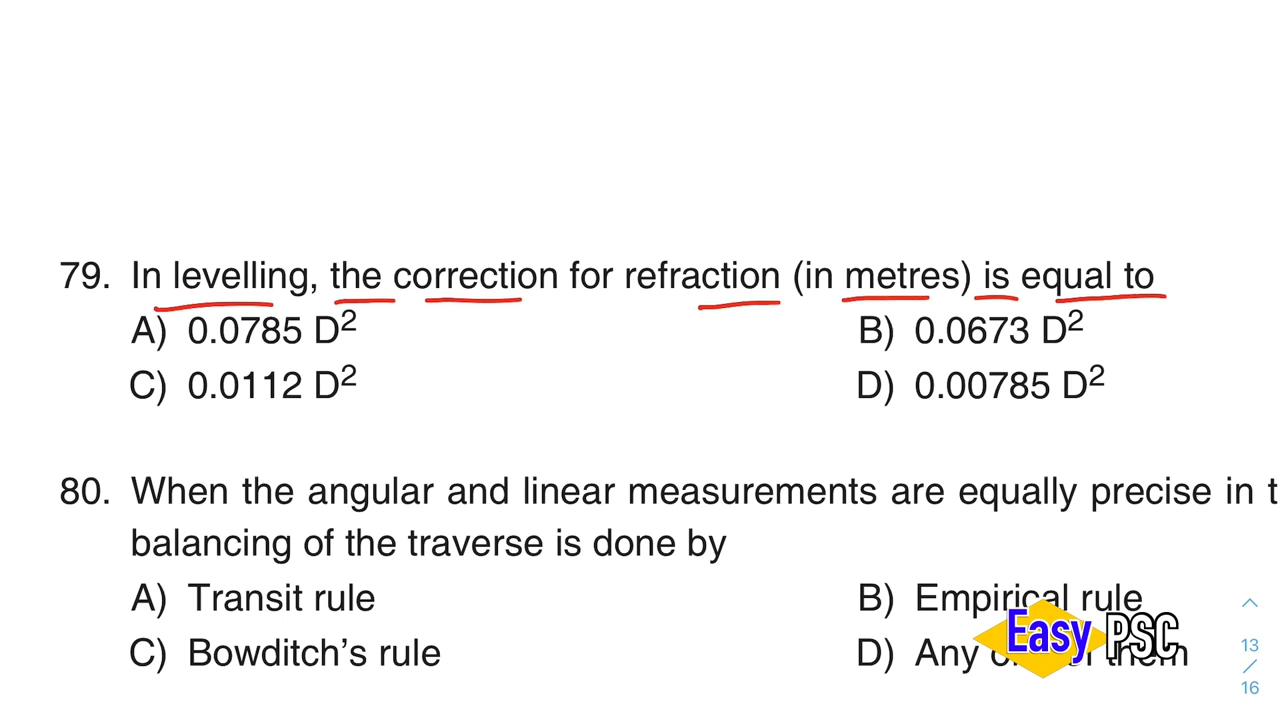 79. In levelling, the correction for refraction (in metres) is equal to
A) 0.0785 D² B) 0.0673 D²
C) 0.0112 D² D) 0.00785 D²
80. When the angular and linear measurements are equally precise in t
balancing of the traverse is done by
A) Transit rule B) Empirical rule
C) Bowditch's rule D) Any them
Easy PSC
13
/
16